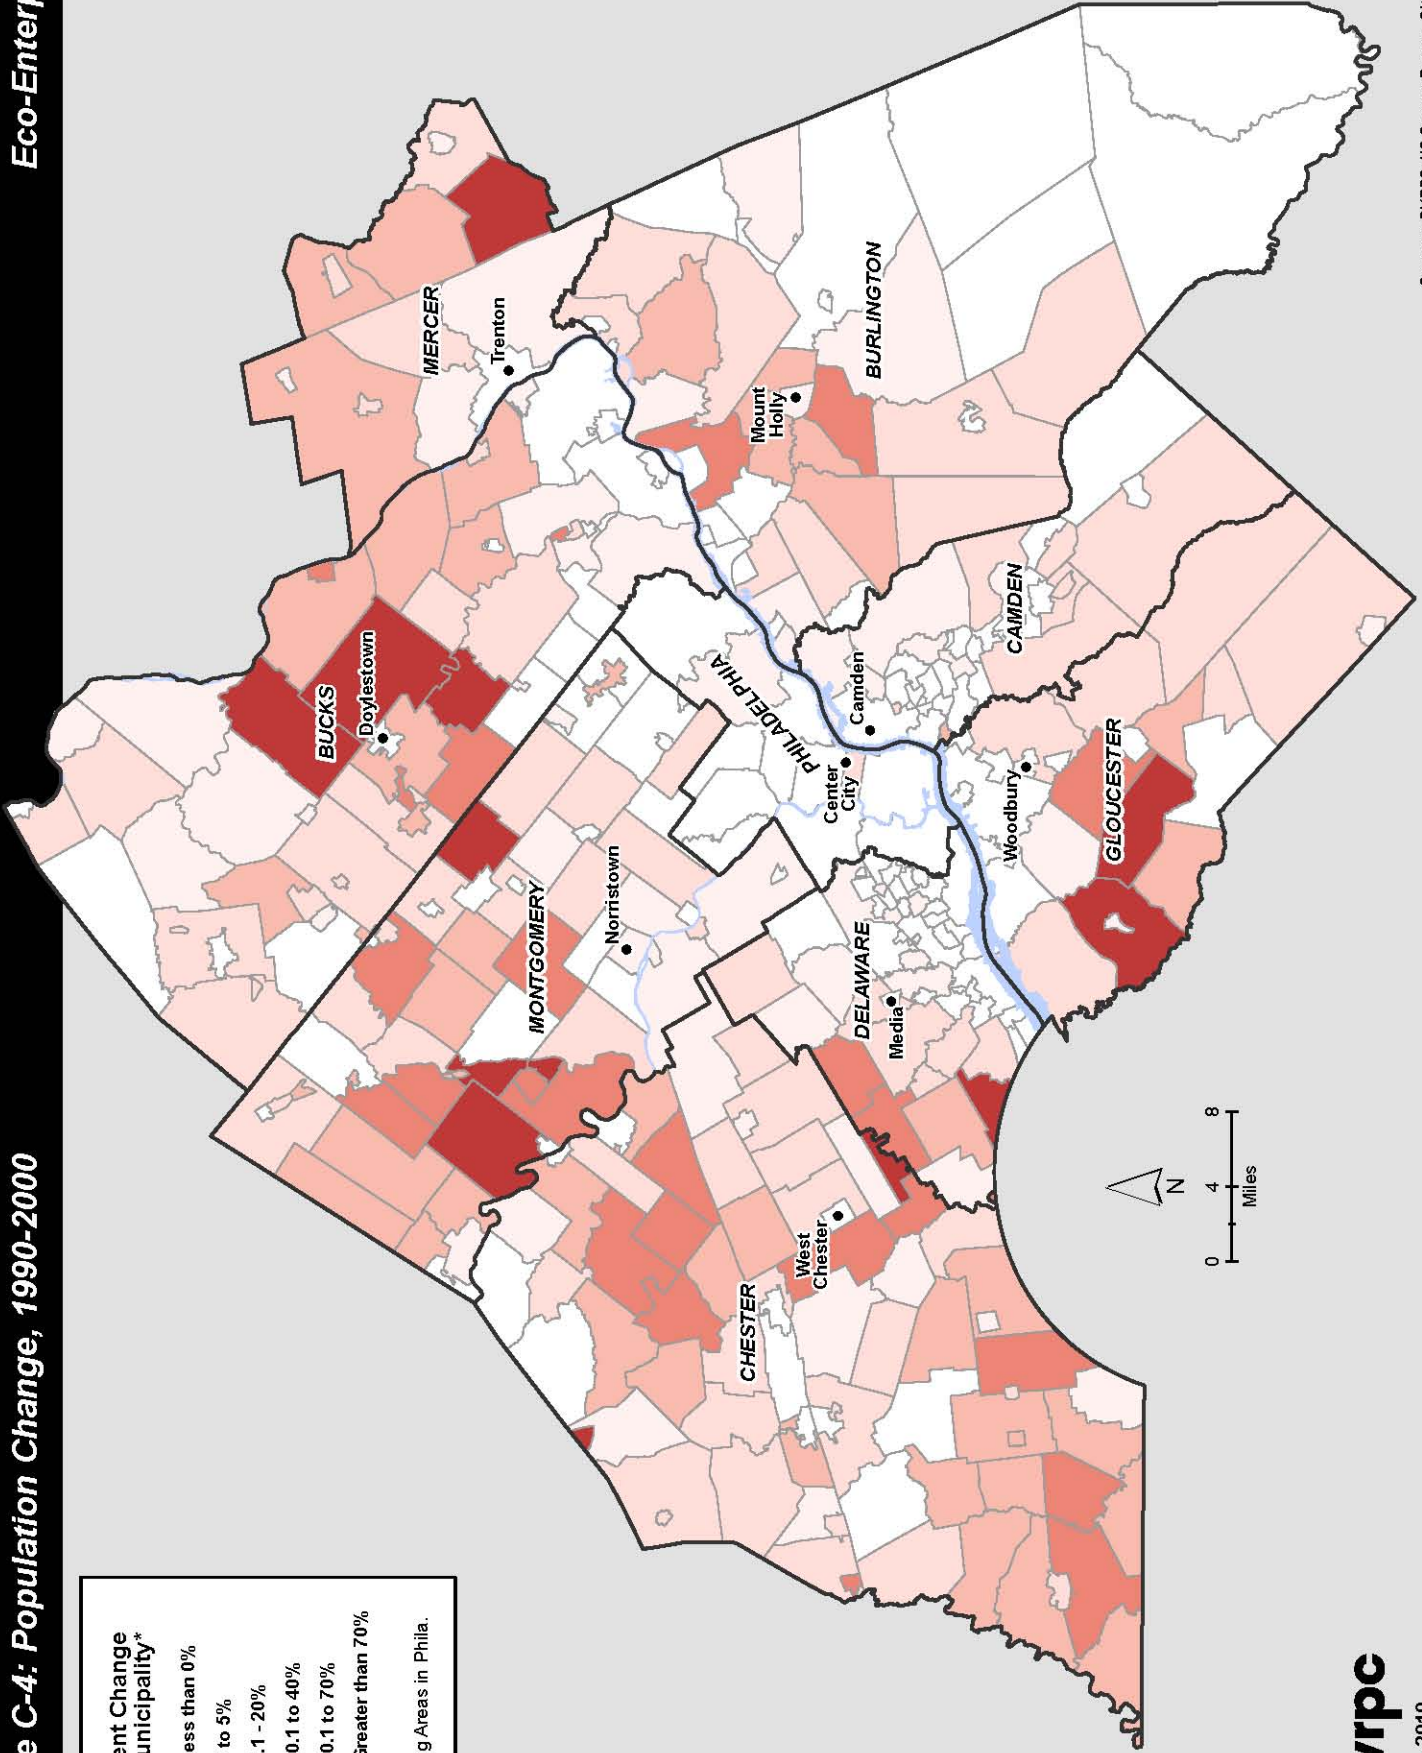 e C-4: Population Change, 1990-2000
Eco-Enterp
ent Change
unicipality*
ess than 0%
to 5%
.1 - 20%
0.1 to 40%
0.1 to 70%
Greater than 70%
g Areas in Phila.
BUCKS
Doylestown
MERCER
Trenton
MONTGOMERY
Norristown
PHILADELPHIA
Center
City
Mount
Holly
BURLINGTON
Camden
CAMDEN
CHESTER
West
Chester
DELAWARE
Media
Woodbury
GLOUCESTER
N
0 4 8
Miles
vrpc
2010